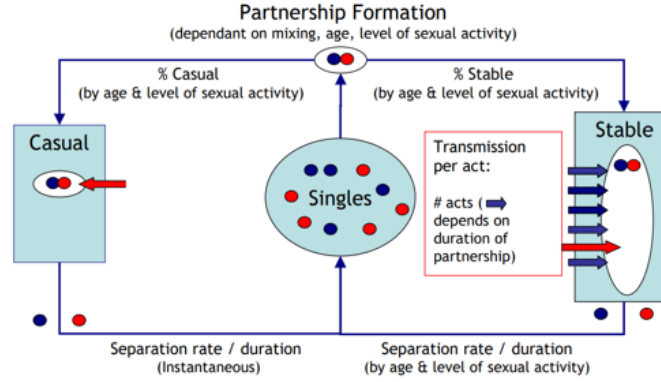 Partnership Formation
(dependant on mixing, age, level of sexual activity)
% Casual
(by age & level of sexual activity)
% Stable
(by age & level of sexual activity)
Casual
Singles
Transmission
per act:
# acts (
depends on
duration of
partnership)
Stable
Separation rate / duration
(Instantaneous)
Separation rate / duration
(by age & level of sexual activity)